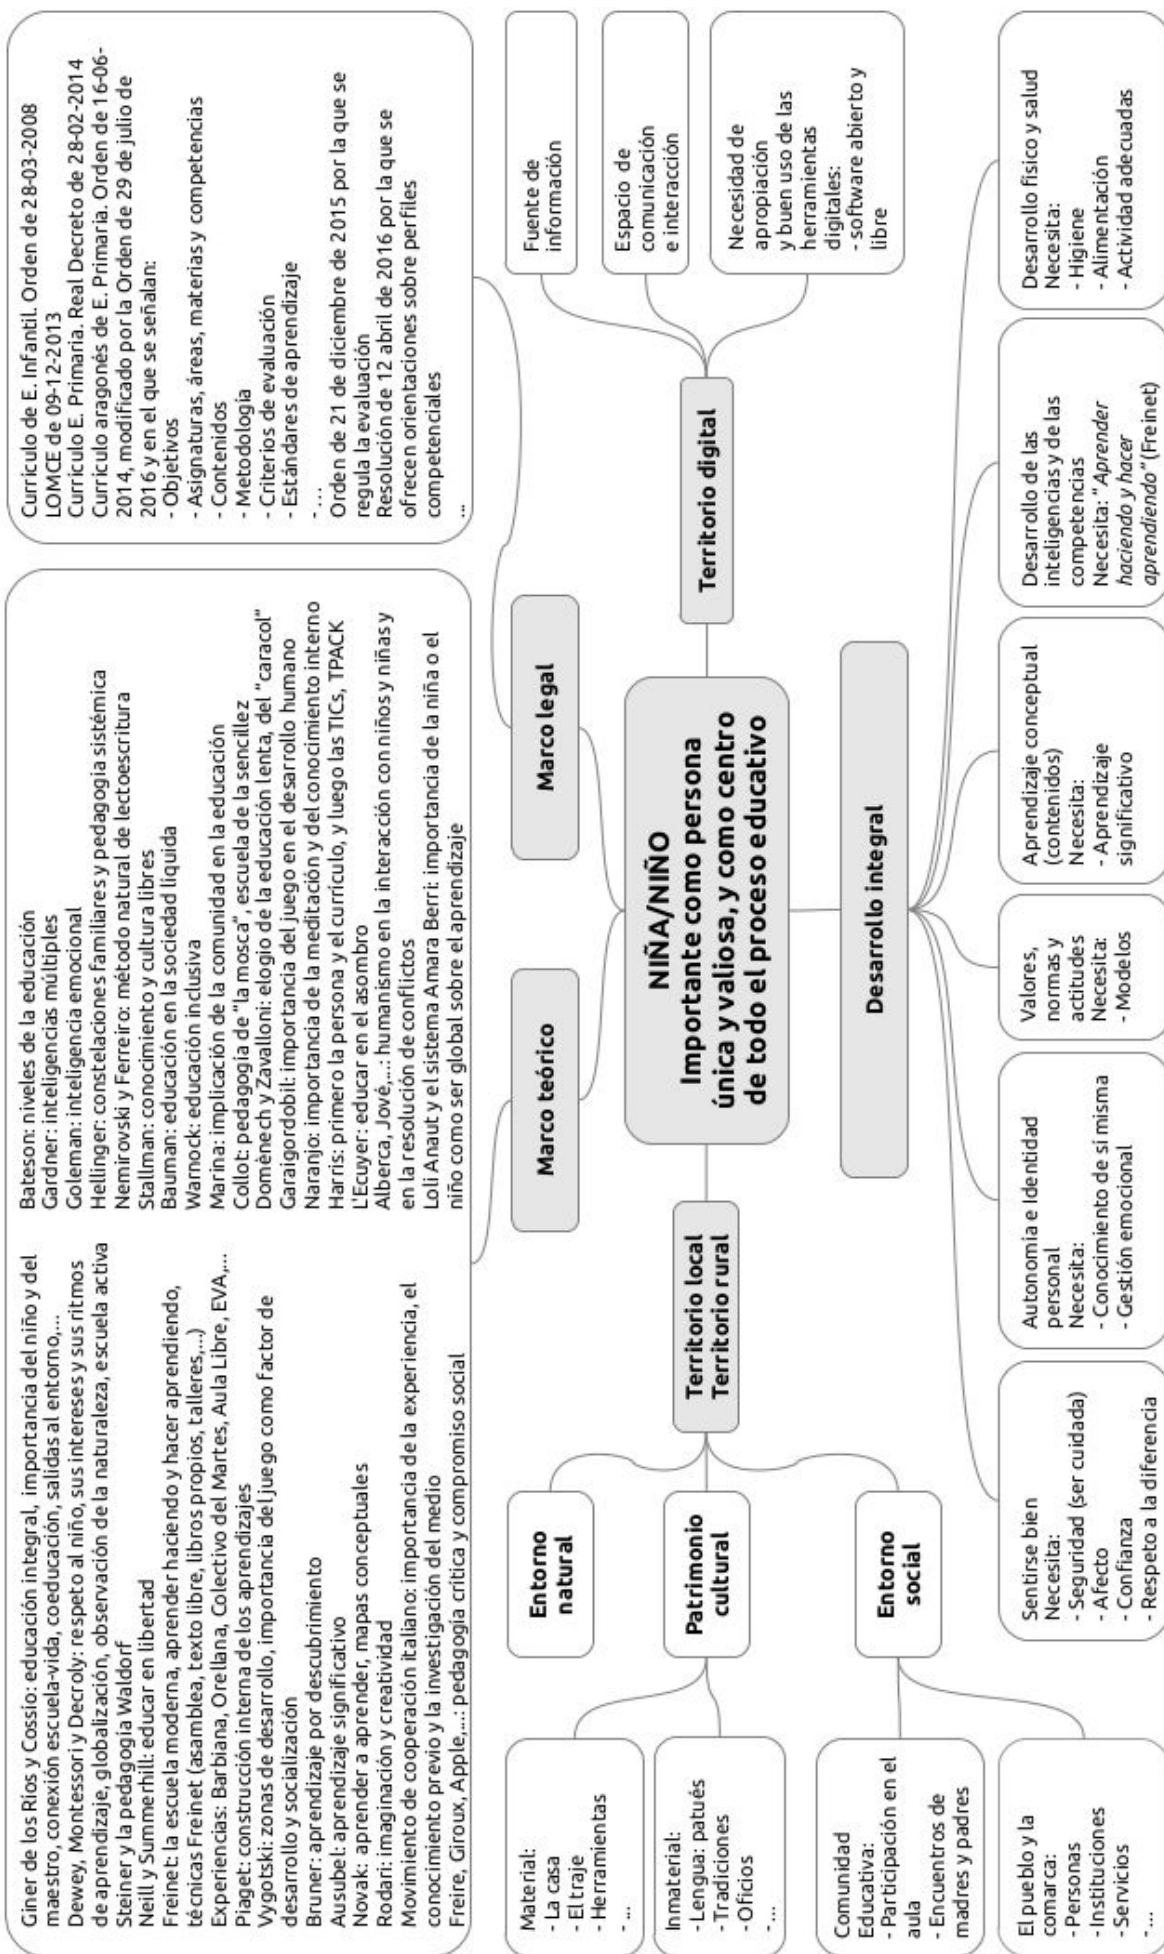 Giner de los Ríos y Cossio: educación integral, importancia del niño y del
maestro, conexión escuela-vida, coeducación, salidas al entorno,...
Dewey, Montessori y Decroly: respeto al niño, sus intereses y sus ritmos
de aprendizaje, globalización, observación de la naturaleza, escuela activa
Steiner y la pedagogía Waldorf
Neill y Summerhill: educar en libertad
Freinet: la escuela moderna, aprender haciendo y hacer aprendiendo,
técnicas Freinet (asamblea, texto libre, libros propios, talleres,...)
Experiencias: Barbiana, Orellana, Colectivo del Martes, Aula Libre, EVA,...
Piaget: construcción interna de los aprendizajes
Vygotski: zonas de desarrollo, importancia del juego como factor de
desarrollo y socialización
Bruner: aprendizaje por descubrimiento
Ausubel: aprendizaje significativo
Novak: aprender a aprender, mapas conceptuales
Rodari: imaginación y creatividad
Movimiento de cooperación italiano: importancia de la experiencia, el
conocimiento previo y la investigación del medio
Freire, Giroux, Apple,...: pedagogía crítica y compromiso social
Bateson: niveles de la educación
Gardner: inteligencias múltiples
Goleman: inteligencia emocional
Hellinger: constelaciones familiares y pedagogía sistémica
Nemirovski y Ferreiro: método natural de lectoescritura
Stallman: conocimiento y cultura libres
Bauman: educación en la sociedad líquida
Warnock: educación inclusiva
Marina: implicación de la comunidad en la educación
Collot: pedagogía de "la mosca", escuela de la sencillez
Domènech y Zavalloni: elogio de la educación lenta, del "caracol"
Garaigordobil: importancia del juego en el desarrollo humano
Naranjo: importancia de la meditación y del conocimiento interno
Harris: primero la persona y el currículo, y luego las TICs, TPACK
L'Ecuyer: educar en el asombro
Alberca, Jové,...: humanismo en la interacción con niños y niñas y
en la resolución de conflictos
Loli Anaut y el sistema Amara Berri: importancia de la niña o el
niño como ser global sobre el aprendizaje
Currículo de E. Infantil. Orden de 28-03-2008
LOMCE de 09-12-2013
Currículo E. Primaria. Real Decreto de 28-02-2014
Currículo aragonés de E. Primaria. Orden de 16-06-
2014, modificado por la Orden de 29 de julio de
2016 y en el que se señalan:
- Objetivos
- Asignaturas, áreas, materias y competencias
- Contenidos
- Metodología
- Criterios de evaluación
- Estándares de aprendizaje
- ...
Orden de 21 de diciembre de 2015 por la que se
regula la evaluación
Resolución de 12 abril de 2016 por la que se
ofrecen orientaciones sobre perfiles
competenciales
...
Marco teórico
Marco legal
Material:
- La casa
- El traje
- Herramientas
- ...
Inmaterial:
- Lengua: patués
- Tradiciones
- Oficios
- ...
Comunidad
Educativa:
- Participación en el
aula
- Encuentros de
madres y padres
El pueblo y la
comarca:
- Personas
- Instituciones
- Servicios
- ...
Entorno
natural
Patrimonio
cultural
Entorno
social
Territorio local
Territorio rural
NIÑA/NIÑO
Importante como persona
única y valiosa, y como centro
de todo el proceso educativo
Territorio digital
Fuente de
información
Espacio de
comunicación
e interacción
Necesidad de
apropiación
y buen uso de las
herramientas
digitales:
- software abierto y
libre
Desarrollo integral
Sentirse bien
Necesita:
- Seguridad (ser cuidada)
- Afecto
- Confianza
- Respeto a la diferencia
Autonomía e Identidad
personal
Necesita:
- Conocimiento de sí misma
- Gestión emocional
Valores,
normas y
actitudes
Necesita:
- Modelos
Aprendizaje conceptual
(contenidos)
Necesita:
- Aprendizaje
significativo
Desarrollo de las
inteligencias y de las
competencias
Necesita: "Aprender
haciendo y hacer
aprendiendo" (Freinet)
Desarrollo físico y salud
Necesita:
- Higiene
- Alimentación
- Actividad adecuadas